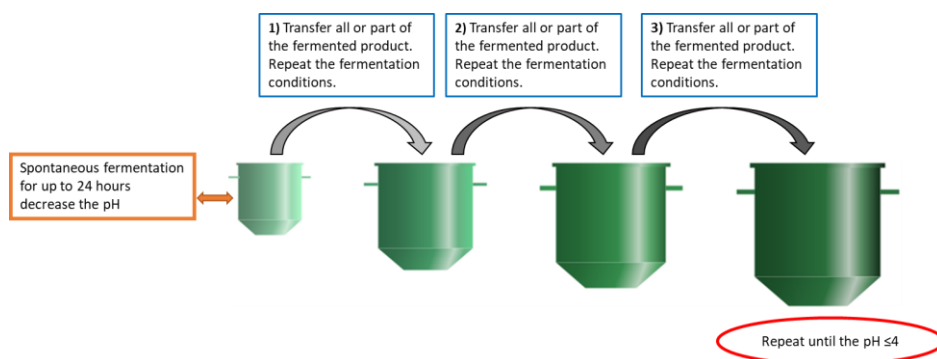 1) Transfer all or part of
the fermented product.
Repeat the fermentation
conditions.
2) Transfer all or part of
the fermented product.
Repeat the fermentation
conditions.
3) Transfer all or part of
the fermented product.
Repeat the fermentation
conditions.
Spontaneous fermentation
for up to 24 hours
decrease the pH
Repeat until the pH ≤4